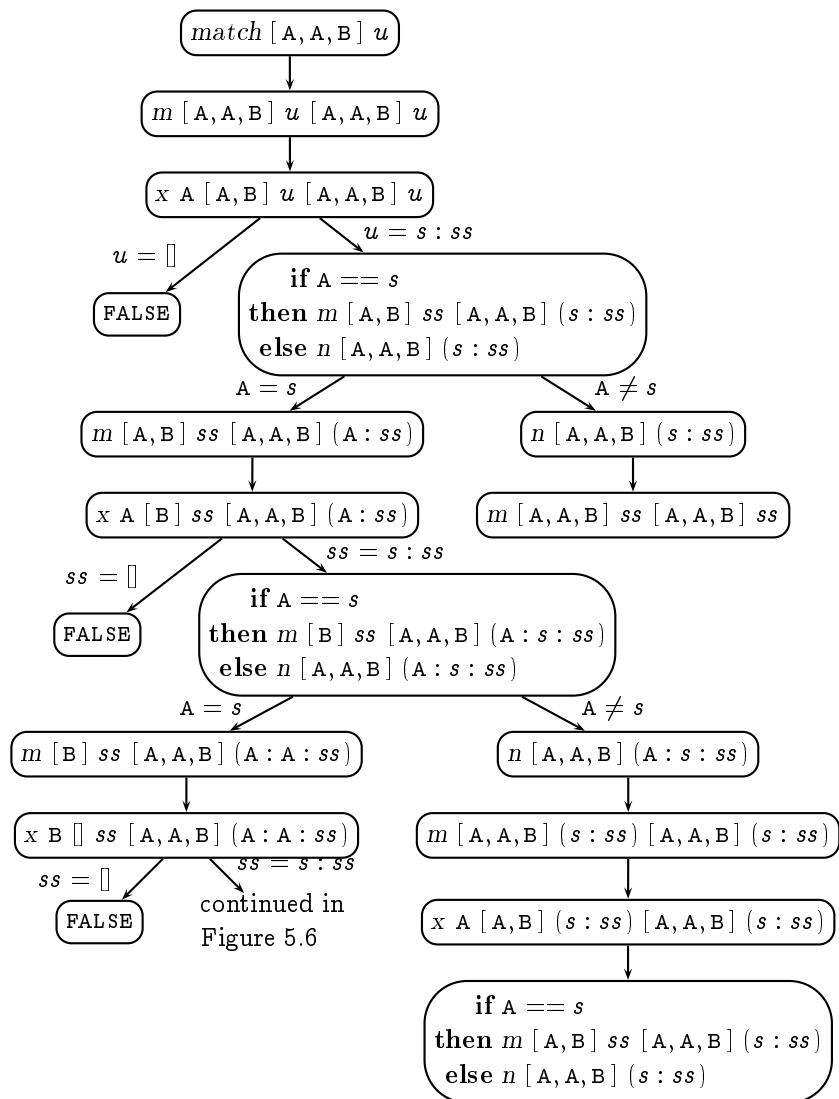 match [A,A,B] u
m [A,A,B] u [A,A,B] u
x A [A,B] u [A,A,B] u
u = []
u = s : ss
FALSE
if A == s
then m [A,B] ss [A,A,B] (s : ss)
else n [A,A,B] (s : ss)
A = s
A ≠ s
m [A,B] ss [A,A,B] (A : ss)
n [A,A,B] (s : ss)
x A [B] ss [A,A,B] (A : ss)
m [A,A,B] ss [A,A,B] ss
ss = []
ss = s : ss
FALSE
if A == s
then m [B] ss [A,A,B] (A : s : ss)
else n [A,A,B] (A : s : ss)
A = s
A ≠ s
m [B] ss [A,A,B] (A : A : ss)
n [A,A,B] (A : s : ss)
x B [] ss [A,A,B] (A : A : ss)
m [A,A,B] (s : ss) [A,A,B] (s : ss)
ss = []
ss = s : ss
FALSE
continued in
Figure 5.6
x A [A,B] (s : ss) [A,A,B] (s : ss)
if A == s
then m [A,B] ss [A,A,B] (s : ss)
else n [A,A,B] (s : ss)